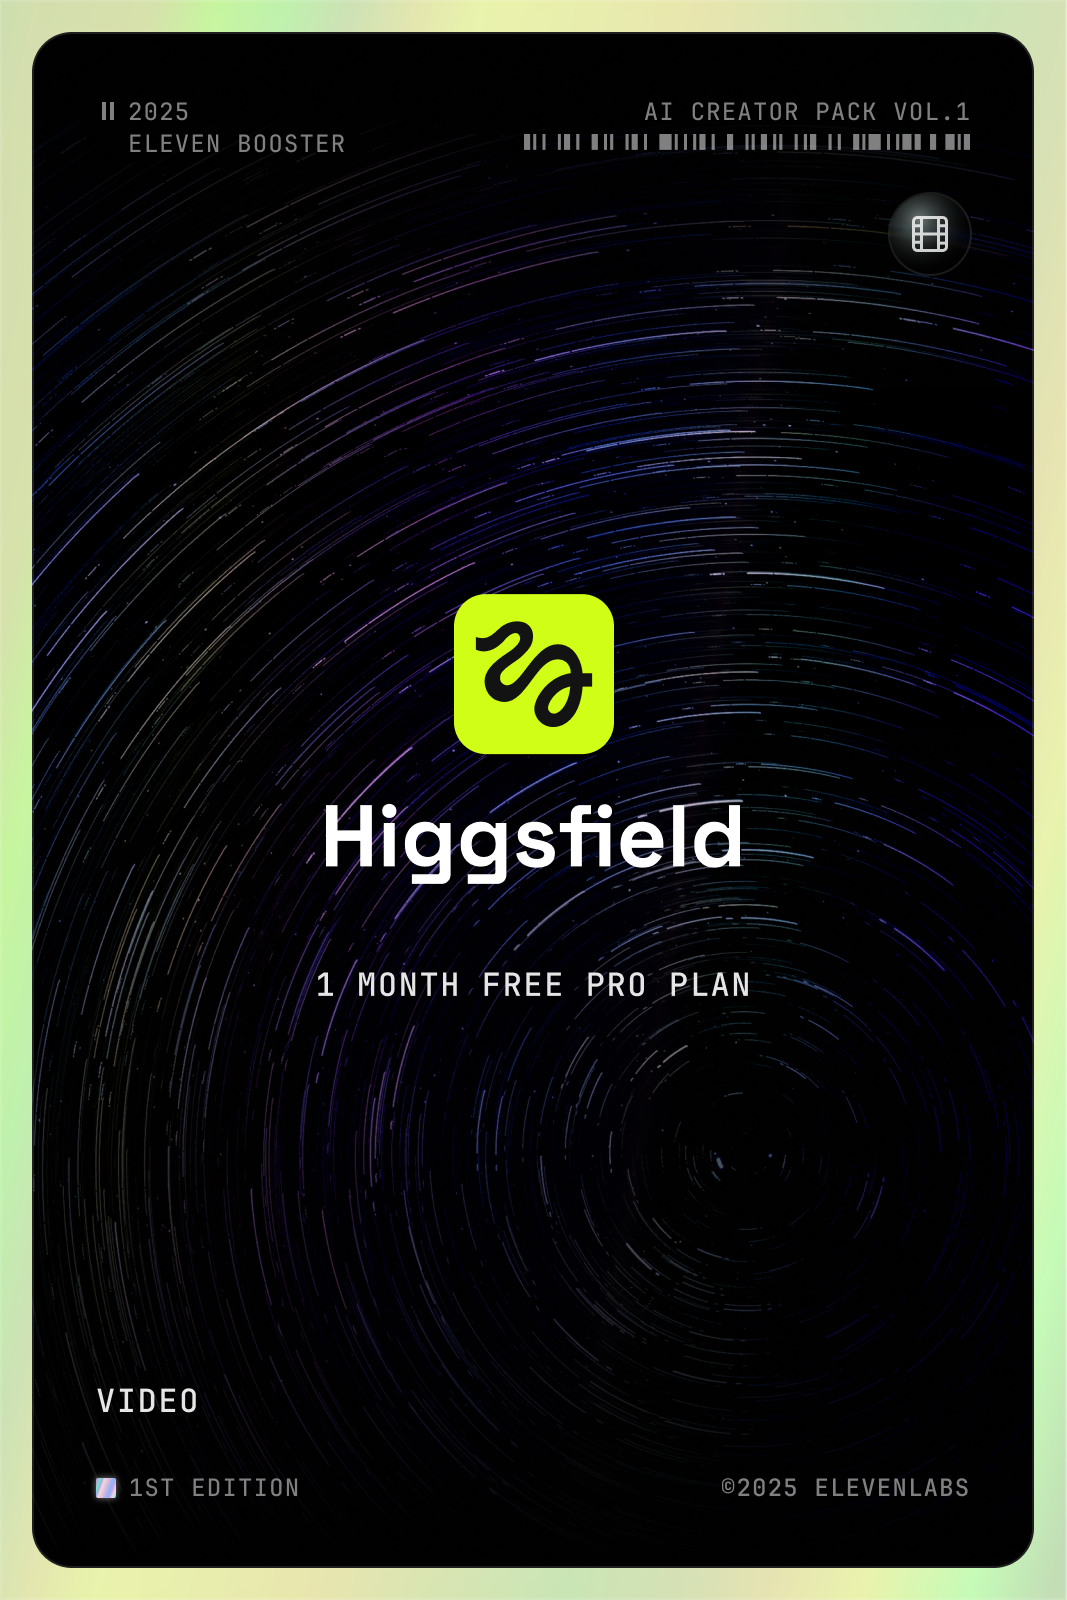 2025
ELEVEN BOOSTER
AI CREATOR PACK VOL.1
Higgsfield
1 MONTH FREE PRO PLAN
VIDEO
1ST EDITION
©2025 ELEVENLABS